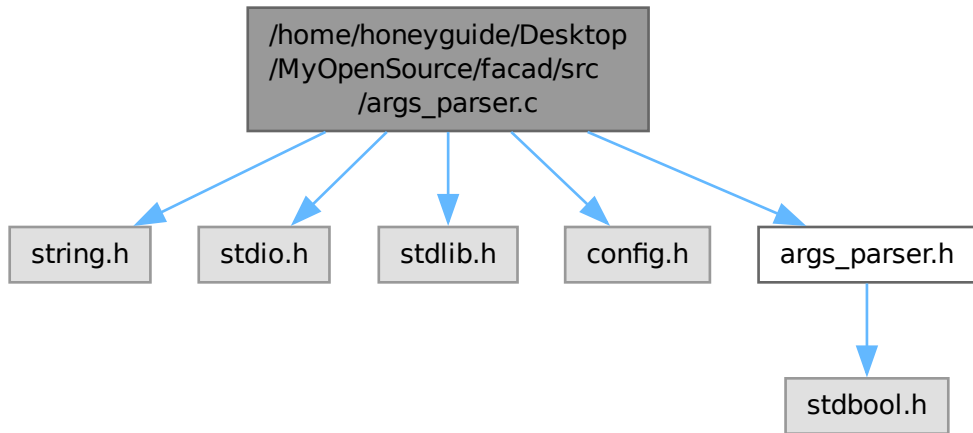 /home/honeyguide/Desktop
/MyOpenSource/facad/src
/args_parser.c
string.h
stdio.h
stdlib.h
config.h
args_parser.h
stdbool.h